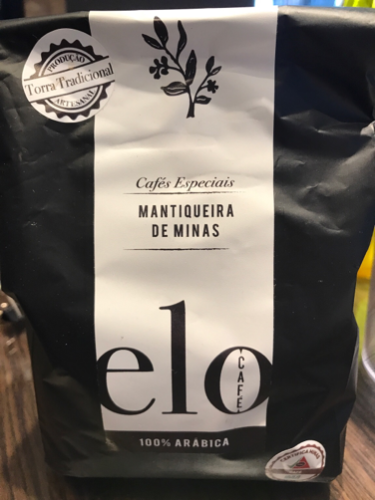 PRODUÇÃO
Torra Tradicional
ARTESANAL
Cafés Especiais
MANTIQUEIRA
DE MINAS
elo
CAFÉ
100% ARÁBICA